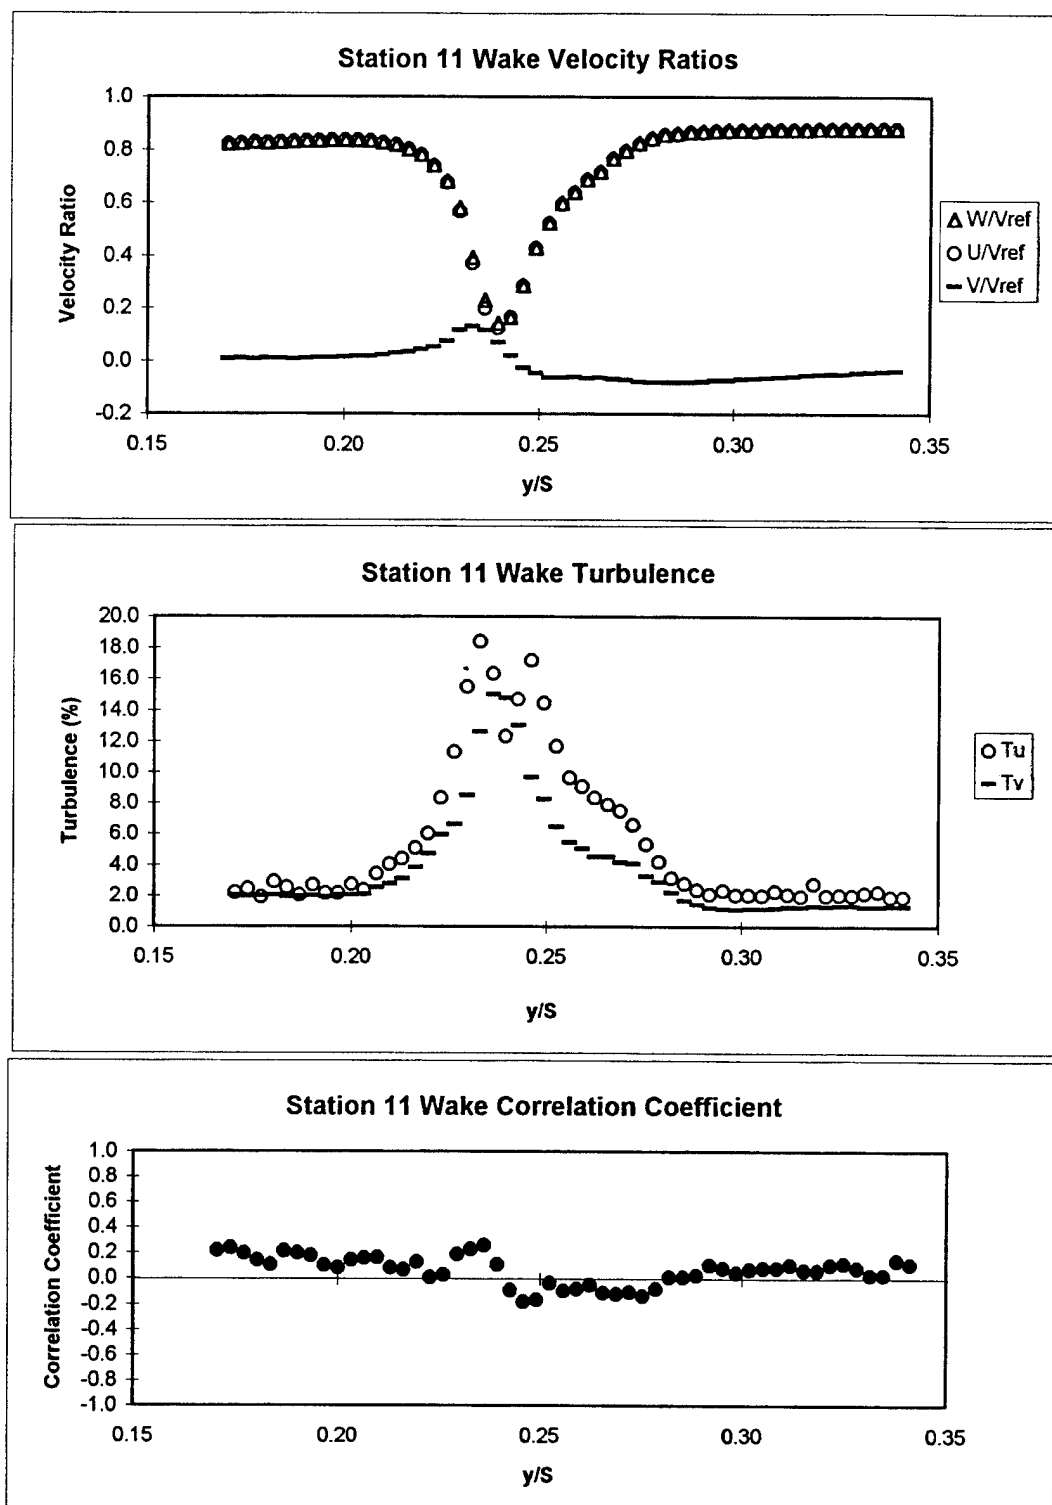 Station 11 Wake Velocity Ratios
1.0
0.8
0.6
0.4
0.2
0.0
-0.2
Velocity Ratio
0.15 0.20 0.25 0.30 0.35
y/S
W/Vref
U/Vref
V/Vref
Station 11 Wake Turbulence
20.0
18.0
16.0
14.0
12.0
10.0
8.0
6.0
4.0
2.0
0.0
Turbulence (%)
0.15 0.20 0.25 0.30 0.35
y/S
Tu
Tv
Station 11 Wake Correlation Coefficient
1.0
0.8
0.6
0.4
0.2
0.0
-0.2
-0.4
-0.6
-0.8
-1.0
Correlation Coefficient
0.15 0.20 0.25 0.30 0.35
y/S